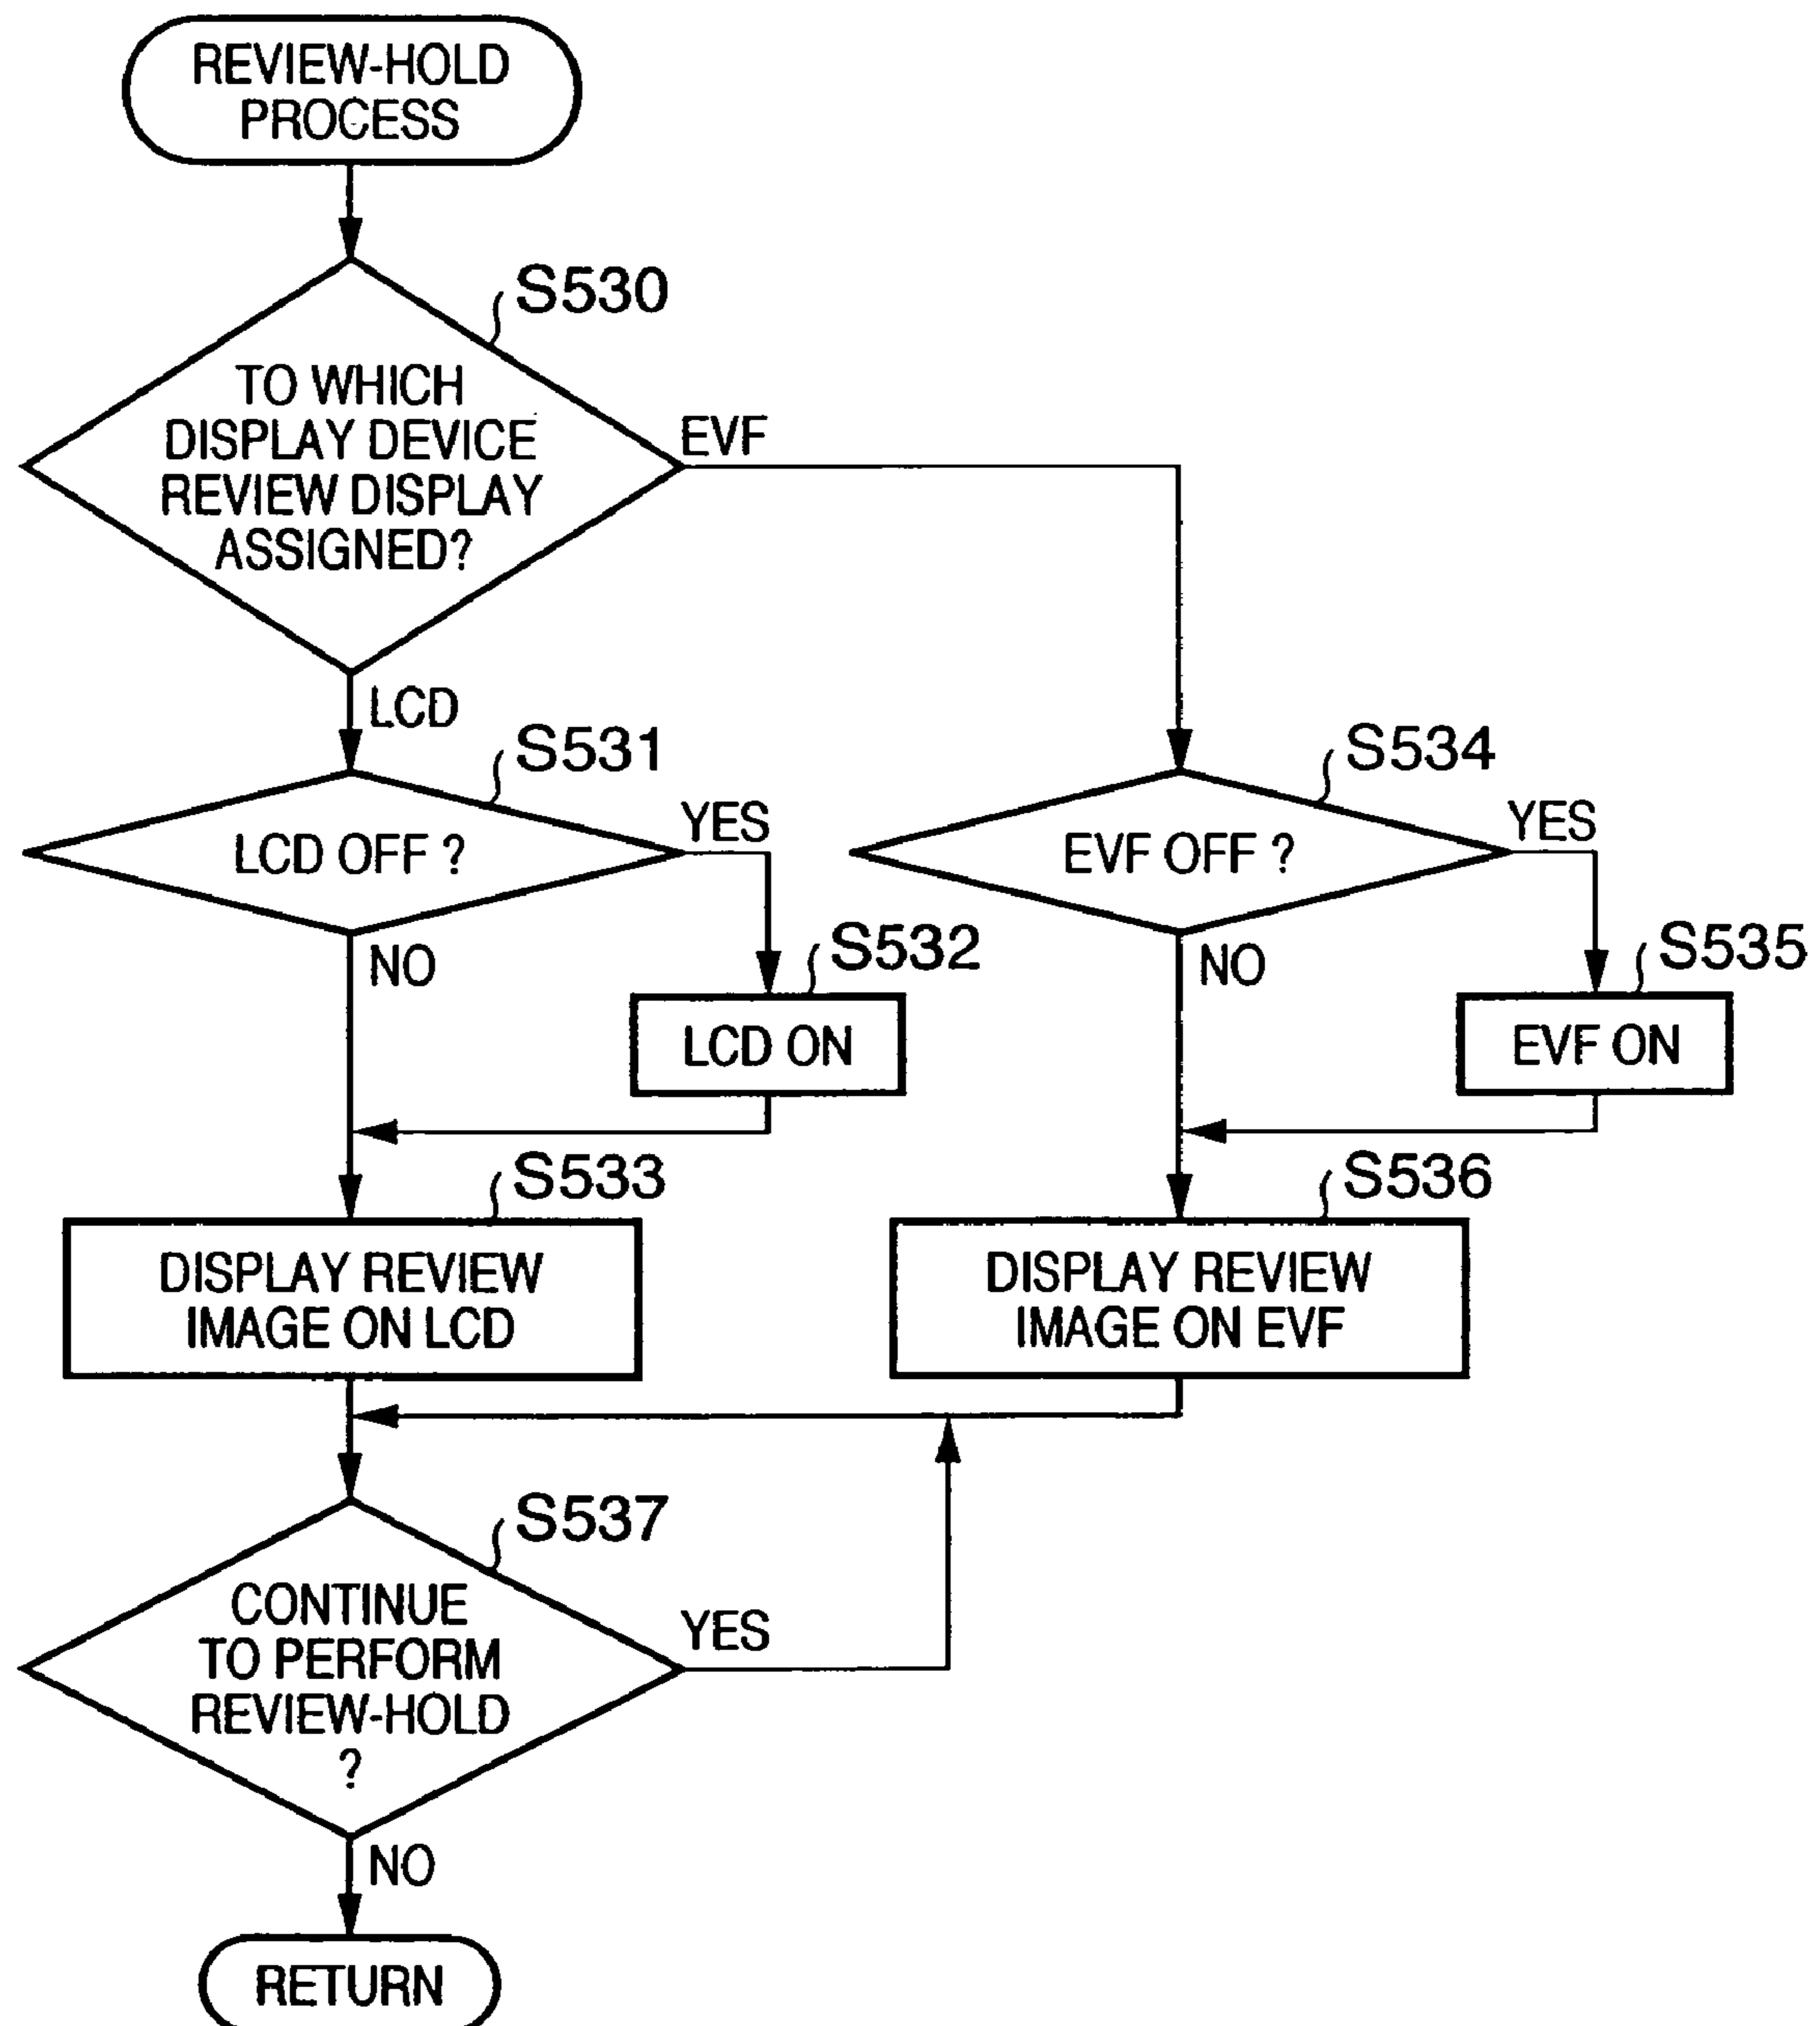 REVIEW-HOLD
PROCESS
S530
TO WHICH
DISPLAY DEVICE
REVIEW DISPLAY
ASSIGNED?
EVF
LCD
S531
LCD OFF ?
YES
NO
S532
LCD ON
S533
DISPLAY REVIEW
IMAGE ON LCD
S534
EVF OFF ?
YES
NO
S535
EVF ON
S536
DISPLAY REVIEW
IMAGE ON EVF
S537
CONTINUE
TO PERFORM
REVIEW-HOLD
?
YES
NO
RETURN